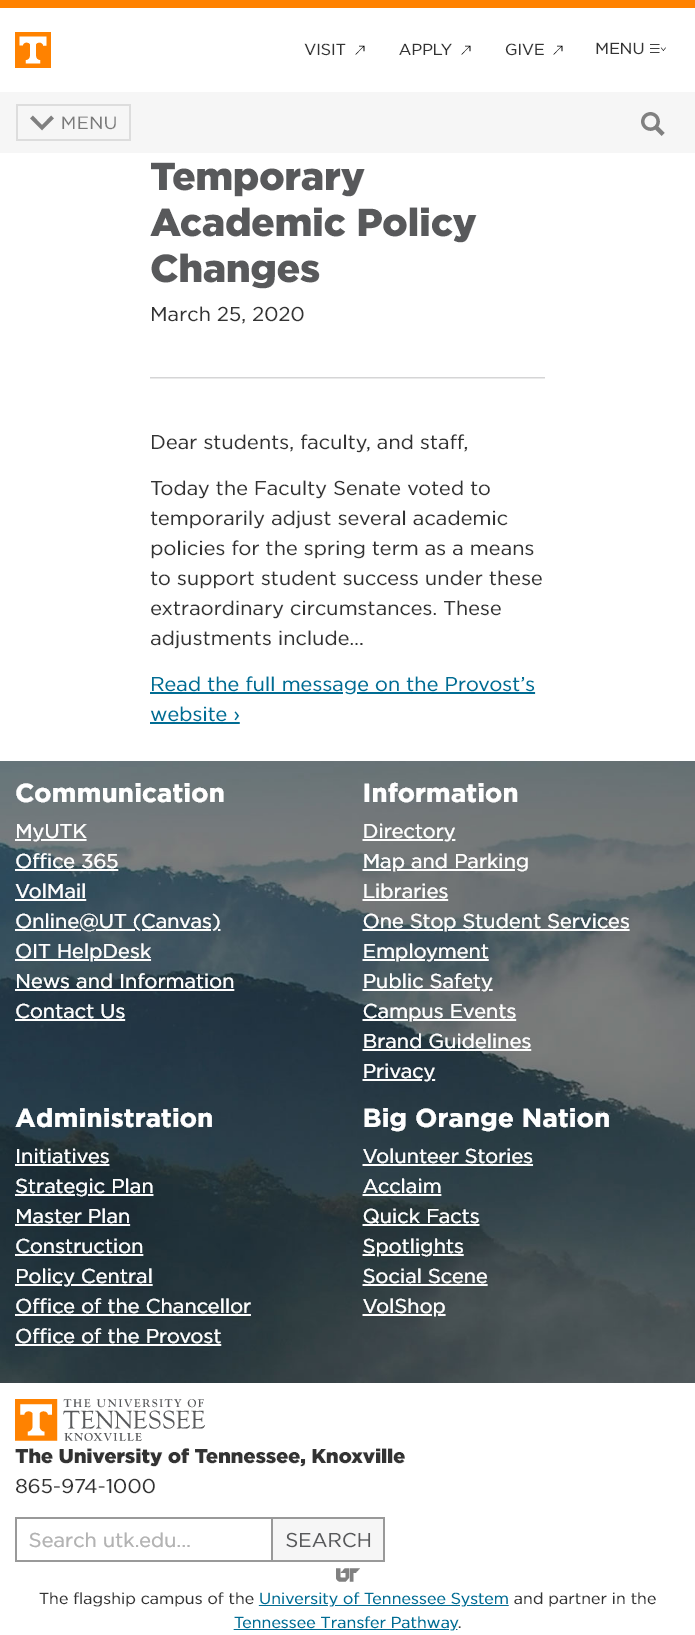 T
VISIT
APPLY
GIVE
MENU
MENU
Temporary
Academic Policy
Changes
March 25, 2020
Dear students, faculty, and staff,
Today the Faculty Senate voted to
temporarily adjust several academic
policies for the spring term as a means
to support student success under these
extraordinary circumstances. These
adjustments include...
Read the full message on the Provost’s
website ›
Communication
MyUTK
Office 365
VolMail
Online@UT (Canvas)
OIT HelpDesk
News and Information
Contact Us
Information
Directory
Map and Parking
Libraries
One Stop Student Services
Employment
Public Safety
Campus Events
Brand Guidelines
Privacy
Administration
Initiatives
Strategic Plan
Master Plan
Construction
Policy Central
Office of the Chancellor
Office of the Provost
Big Orange Nation
Volunteer Stories
Acclaim
Quick Facts
Spotlights
Social Scene
VolShop
T
THE UNIVERSITY OF
TENNESSEE
KNOXVILLE
The University of Tennessee, Knoxville
865-974-1000
Search utk.edu...
SEARCH
UT
The flagship campus of the University of Tennessee System and partner in the
Tennessee Transfer Pathway.